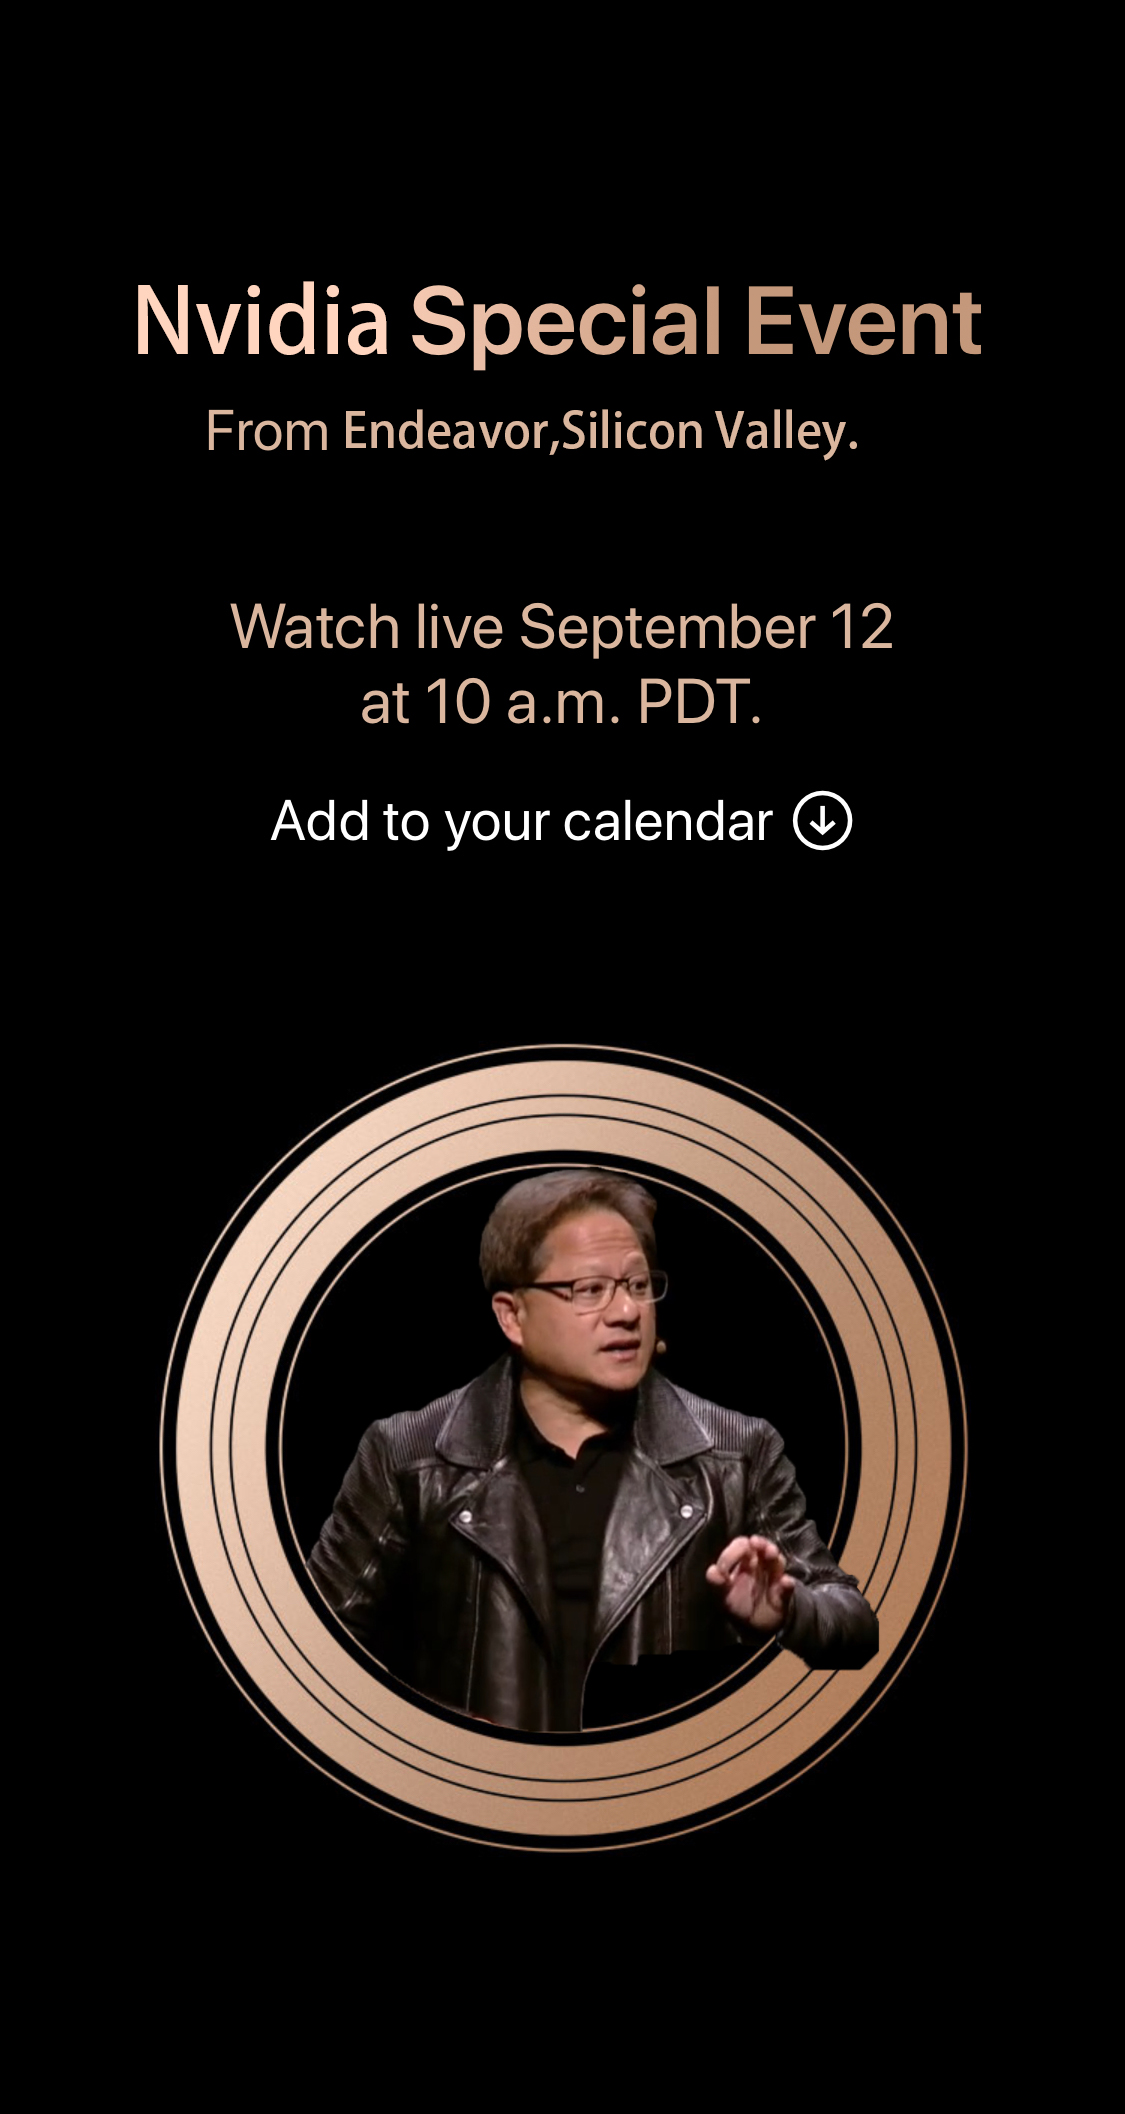 Nvidia Special Event
From Endeavor,Silicon Valley.
Watch live September 12
at 10 a.m. PDT.
Add to your calendar